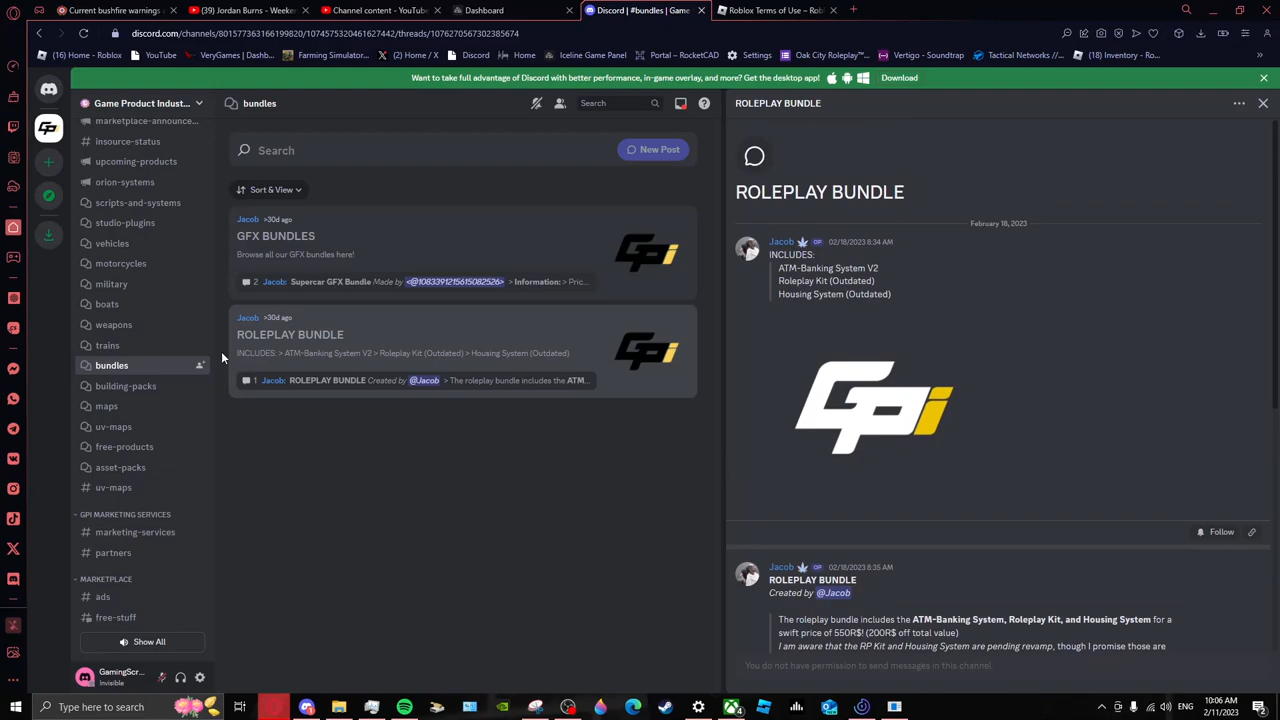 Current bushfire warnings a
(39) Jordan Burns - Weeken
Channel content - YouTube
Dashboard
Discord | #bundles | Game
Roblox Terms of Use – Robl
discord.com/channels/801577363166199820/1074575320461627442/threads/1076270567302385674
(16) Home - Roblox
YouTube
VeryGames | Dashb...
Farming Simulator...
(2) Home / X
Discord
Home
Iceline Game Panel
Portal – RocketCAD
Settings
Oak City Roleplay™...
Vertigo - Soundtrap
Tactical Networks //...
(18) Inventory - Ro...
Want to take full advantage of Discord with better performance, in-game overlay, and more? Get the desktop app!
Download
Game Product Indust...
marketplace-announce...
insource-status
upcoming-products
orion-systems
scripts-and-systems
studio-plugins
vehicles
motorcycles
military
boats
weapons
trains
bundles
building-packs
maps
uv-maps
free-products
asset-packs
uv-maps
GPI MARKETING SERVICES
marketing-services
partners
MARKETPLACE
ads
free-stuff
Show All
GamingScr...
Invisible
bundles
Search
Search
New Post
Sort & View
Jacob >30d ago
GFX BUNDLES
Browse all our GFX bundles here!
2 Jacob: Supercar GFX Bundle Made by <@1083391215615082526> > Information: > Pric...
GPi
Jacob >30d ago
ROLEPLAY BUNDLE
INCLUDES: > ATM-Banking System V2 > Roleplay Kit (Outdated) > Housing System (Outdated)
1 Jacob: ROLEPLAY BUNDLE Created by @Jacob > The roleplay bundle includes the ATM...
GPi
ROLEPLAY BUNDLE
ROLEPLAY BUNDLE
February 18, 2023
Jacob OP 02/18/2023 8:34 AM
INCLUDES:
ATM-Banking System V2
Roleplay Kit (Outdated)
Housing System (Outdated)
GPi
Follow
Jacob OP 02/18/2023 8:35 AM
ROLEPLAY BUNDLE
Created by @Jacob
The roleplay bundle includes the ATM-Banking System, Roleplay Kit, and Housing System for a
swift price of 550R$! (200R$ off total value)
I am aware that the RP Kit and Housing System are pending revamp, though I promise those are
You do not have permission to send messages in this channel.
Type here to search
10:06 AM
2/11/2023